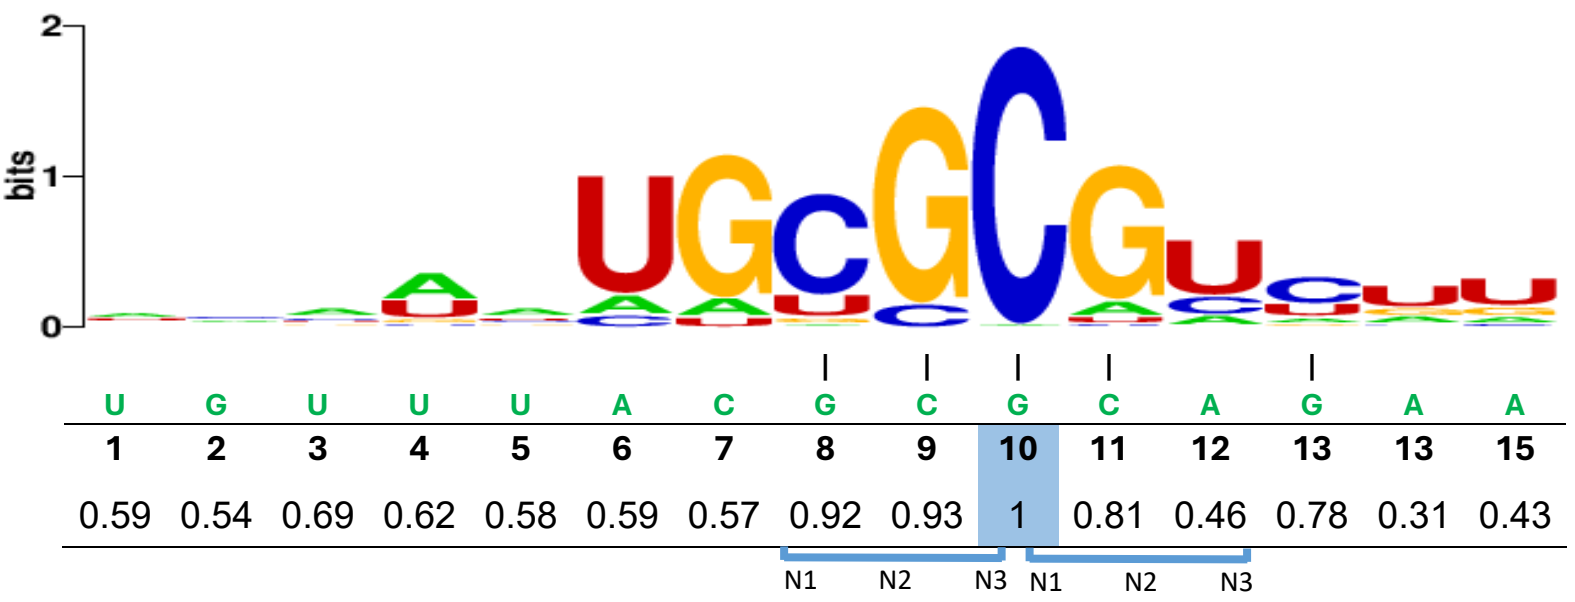 2
bits
1
0
UGCGCGUCUU
A
U
A A A U C A C U G G
C U G A A A A
| | | | |
U G U U U A C G C G C A G A A
1 2 3 4 5 6 7 8 9 10 11 12 13 13 15
0.59 0.54 0.69 0.62 0.58 0.59 0.57 0.92 0.93 1 0.81 0.46 0.78 0.31 0.43
N1 N2 N3 N1 N2 N3